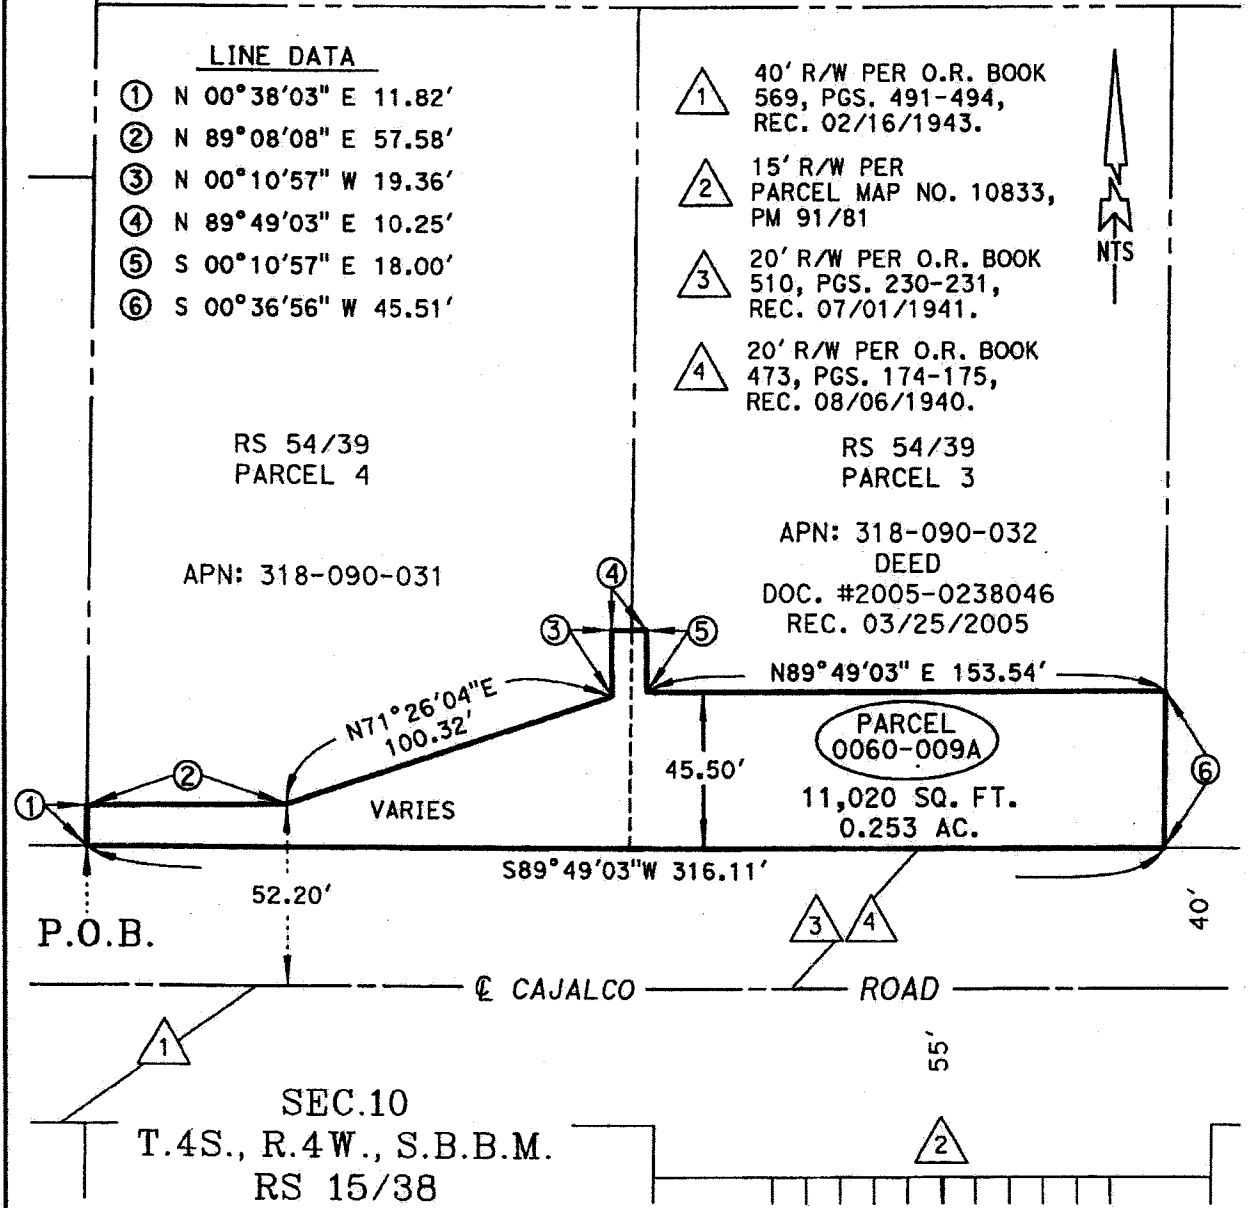 LINE DATA
① N 00°38'03" E 11.82'
② N 89°08'08" E 57.58'
③ N 00°10'57" W 19.36'
④ N 89°49'03" E 10.25'
⑤ S 00°10'57" E 18.00'
⑥ S 00°36'56" W 45.51'
1
40' R/W PER O.R. BOOK
569, PGS. 491-494,
REC. 02/16/1943.
2
15' R/W PER
PARCEL MAP NO. 10833,
PM 91/81
3
20' R/W PER O.R. BOOK
510, PGS. 230-231,
REC. 07/01/1941.
4
20' R/W PER O.R. BOOK
473, PGS. 174-175,
REC. 08/06/1940.
N
NTS
RS 54/39
PARCEL 4
APN: 318-090-031
RS 54/39
PARCEL 3
APN: 318-090-032
DEED
DOC. #2005-0238046
REC. 03/25/2005
④
③
⑤
N89°49'03" E 153.54'
N71°26'04"E
100.32'
PARCEL
0060-009A
11,020 SQ. FT.
0.253 AC.
45.50'
⑥
②
①
VARIES
S89°49'03"W 316.11'
52.20'
P.O.B.
3
4
40'
℄ CAJALCO ROAD
1
55'
2
SEC.10
T.4S., R.4W., S.B.B.M.
RS 15/38